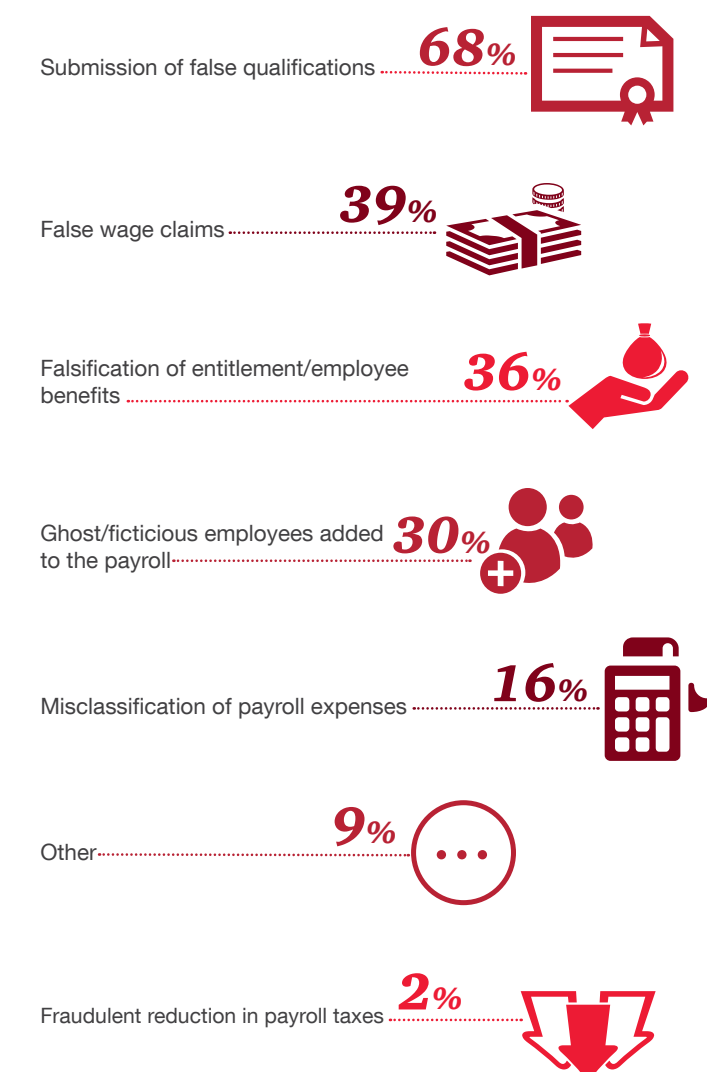 68%
Submission of false qualifications
39%
False wage claims
Falsification of entitlement/employee
36%
benefits
Ghost/ficticious employees added
30%
to the payroll
16%
Misclassification of payroll expenses
9%
Other
2%
Fraudulent reduction in payroll taxes